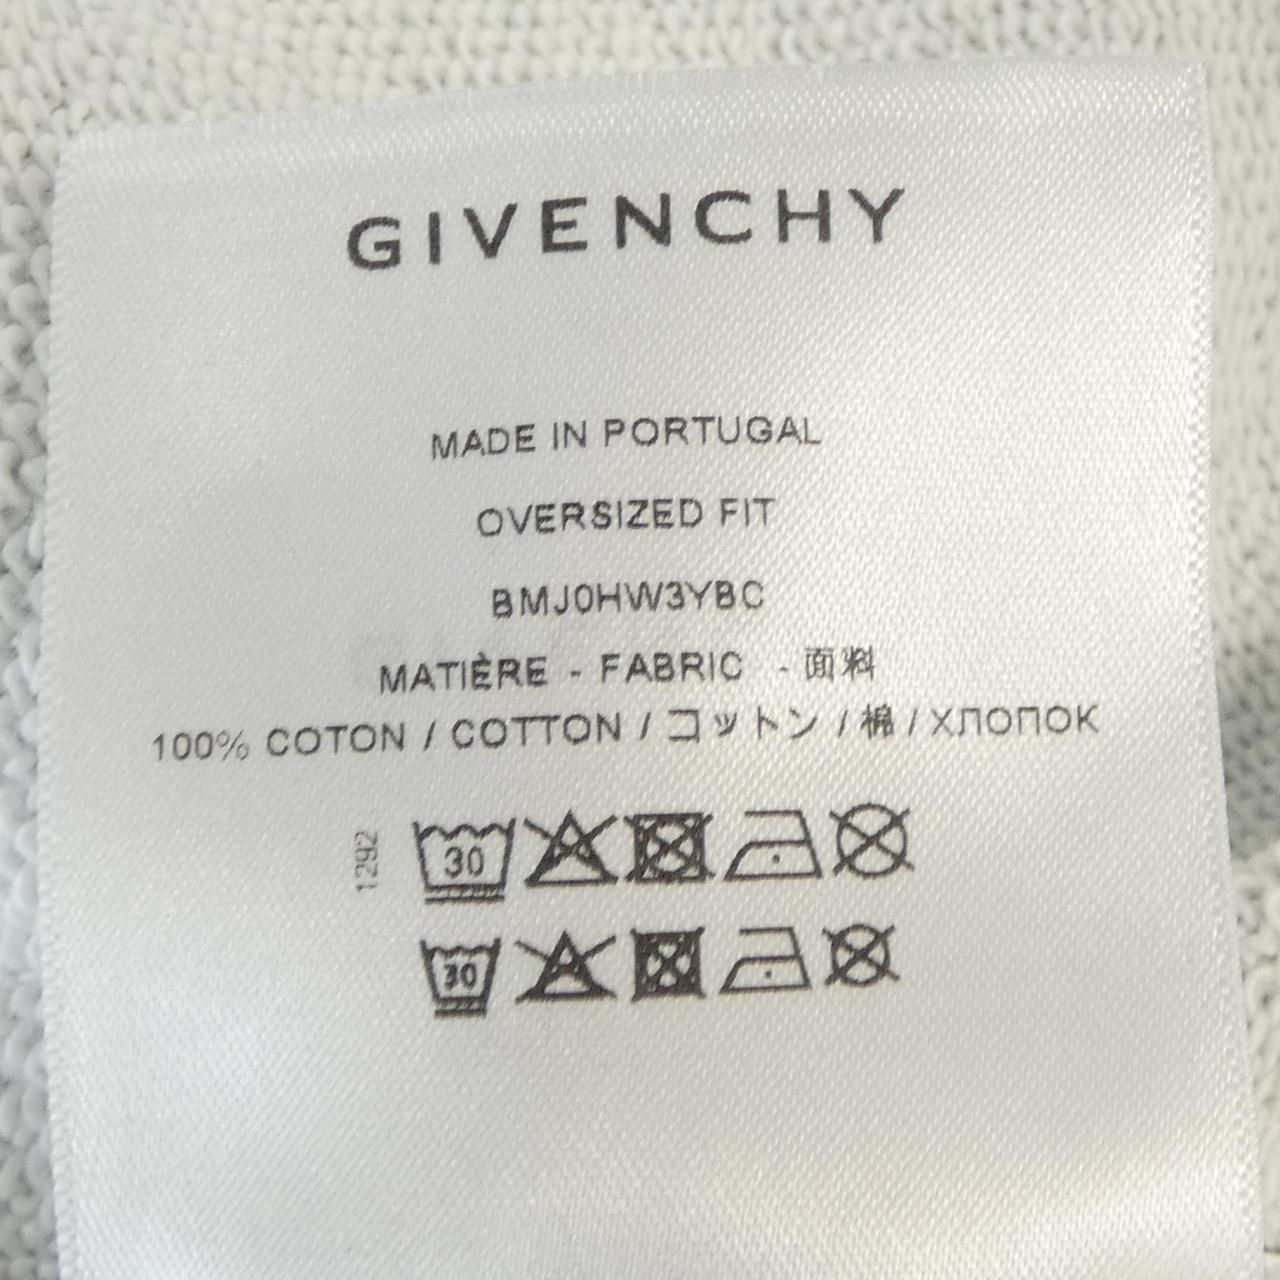 GIVENCHY
MADE IN PORTUGAL
OVERSIZED FIT
BMJ0HW3YBC
MATIÈRE - FABRIC - 面料
100% COTON / COTTON / コットン / 棉 / ХЛОПОК
1292
30
30